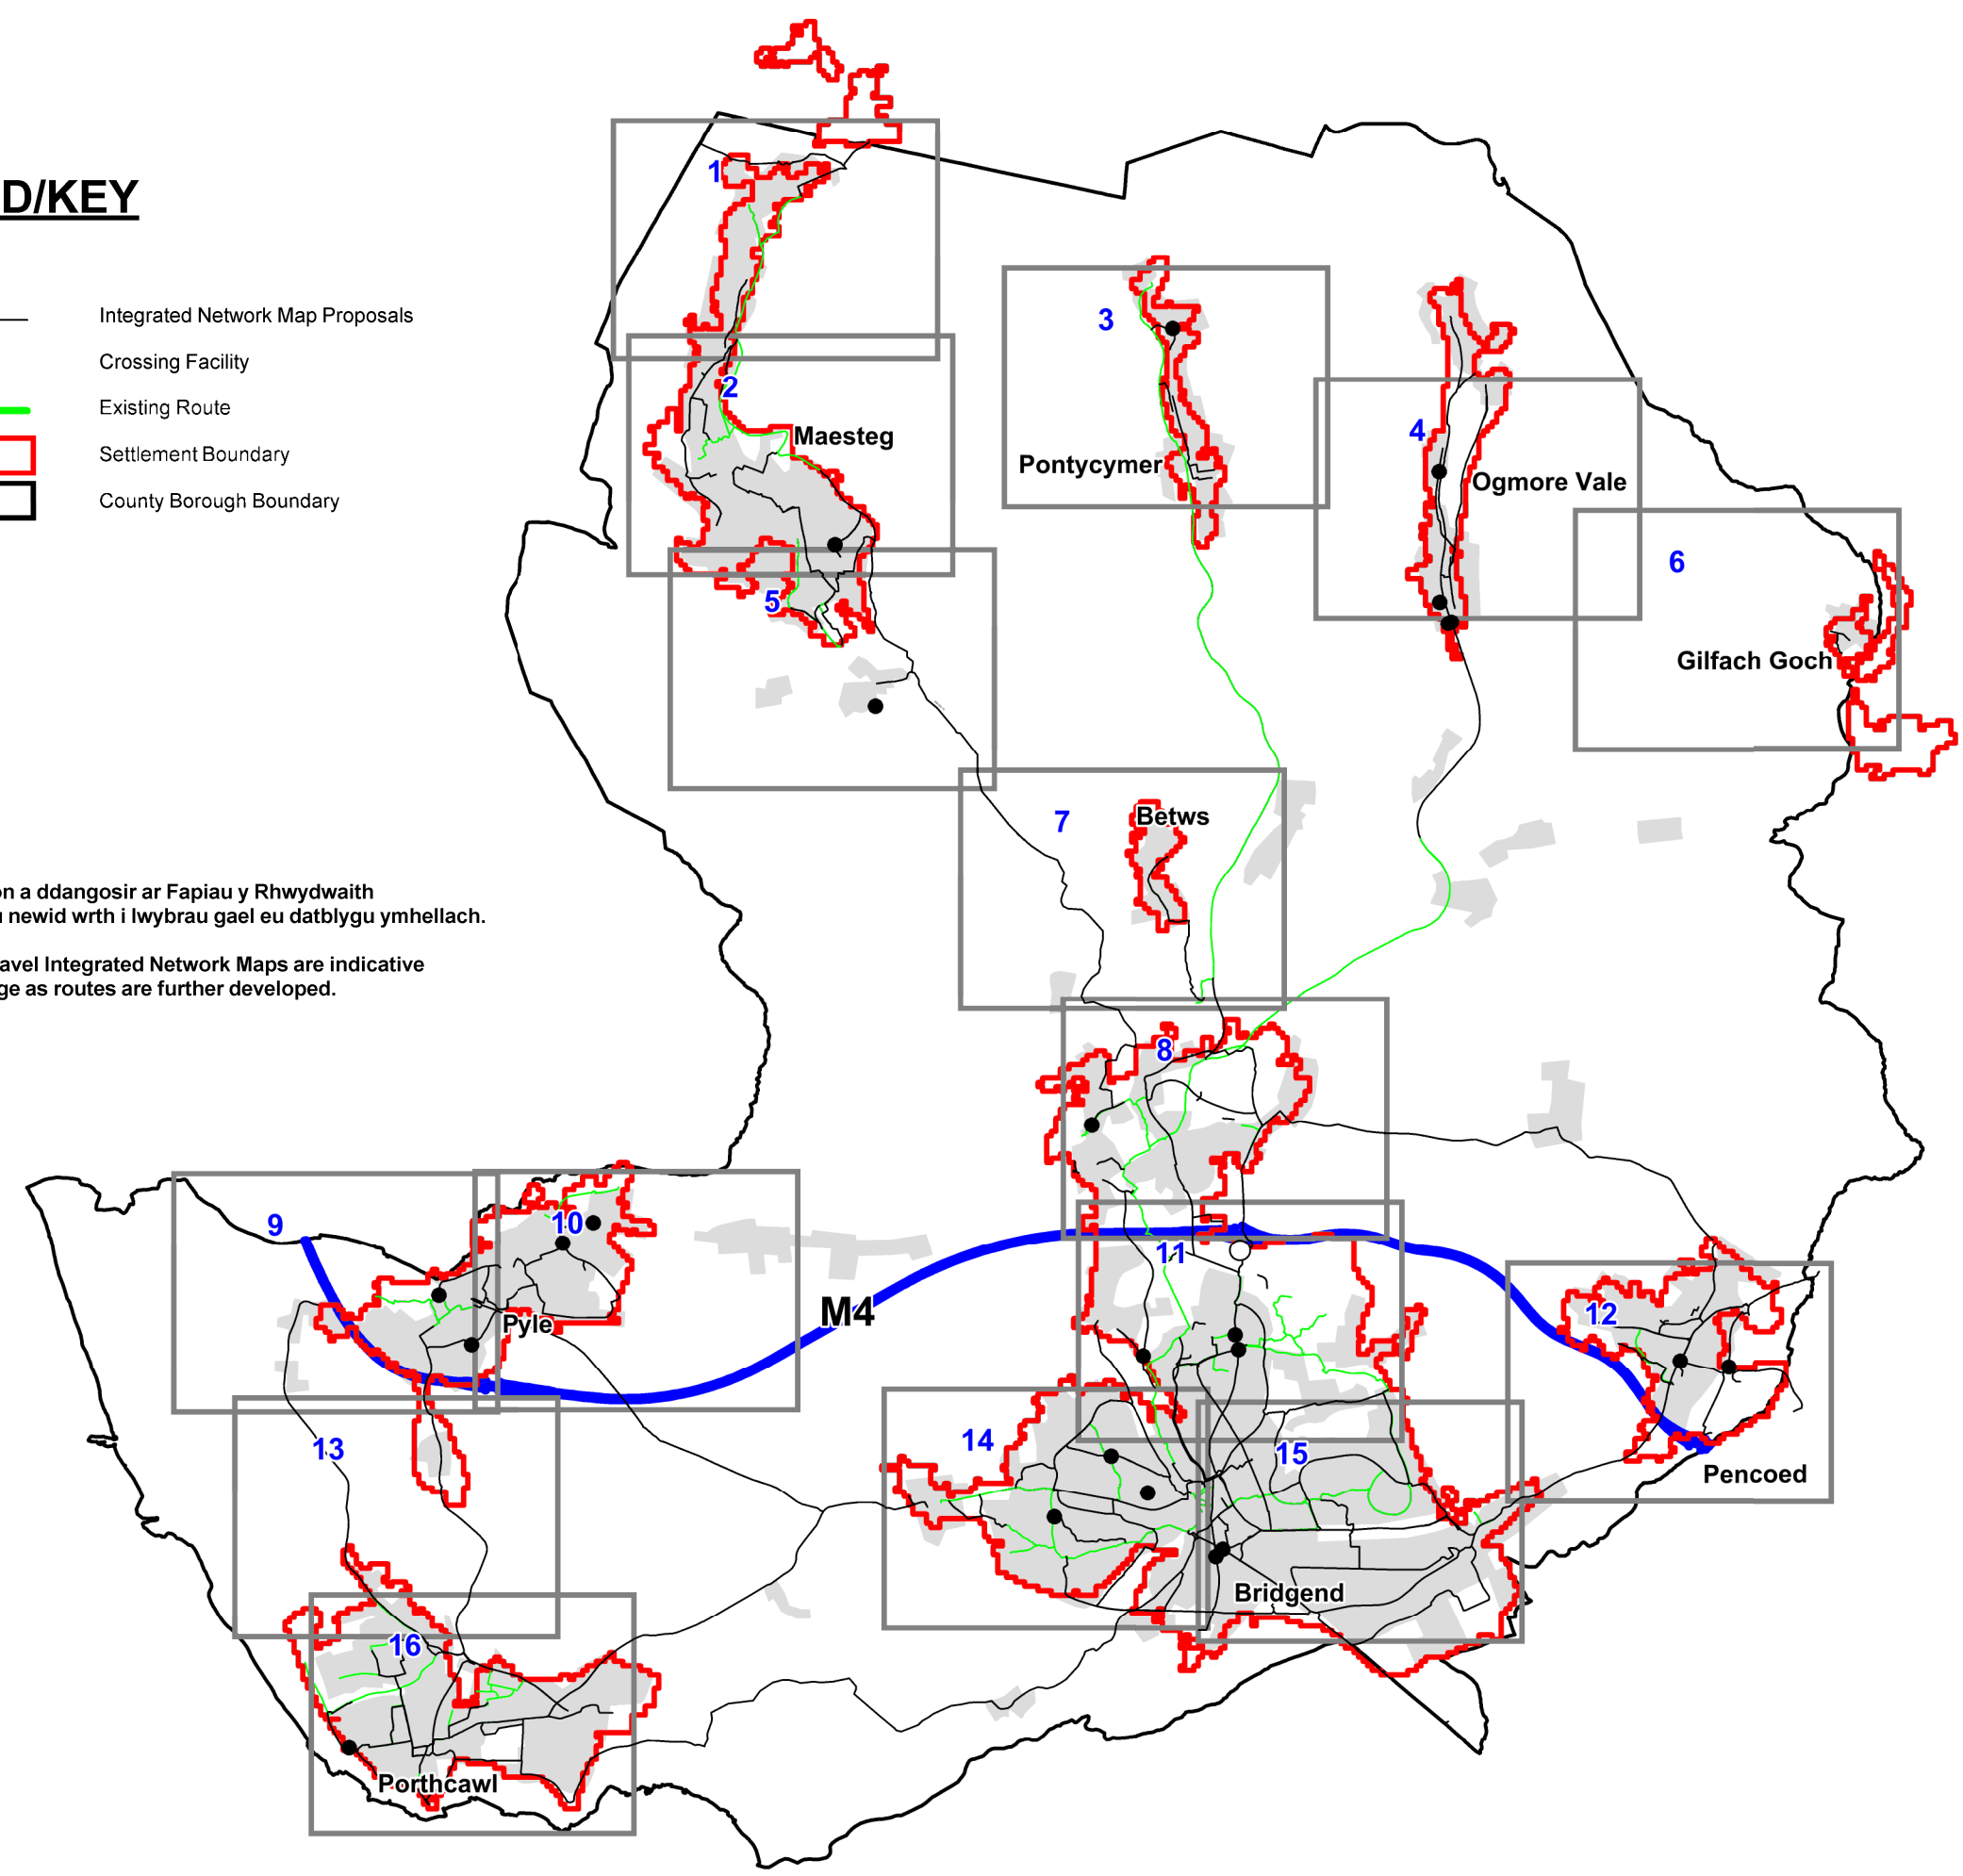 D/KEY
Integrated Network Map Proposals
Crossing Facility
Existing Route
Settlement Boundary
County Borough Boundary
on a ddangosir ar Fapiau y Rhwydwaith
newid wrth i lwybrau gael eu datblygu ymhellach.
avel Integrated Network Maps are indicative
ge as routes are further developed.
1
2
Maesteg
3
Pontycymer
4
Ogmore Vale
5
6
Gilfach Goch
7
Betws
8
9
10
Pyle
M4
11
12
Pencoed
13
14
15
Bridgend
16
Porthcawl